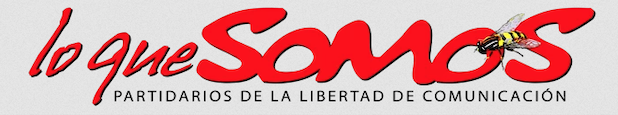 lo que SOMOS
PARTIDARIOS DE LA LIBERTAD DE COMUNICACIÓN